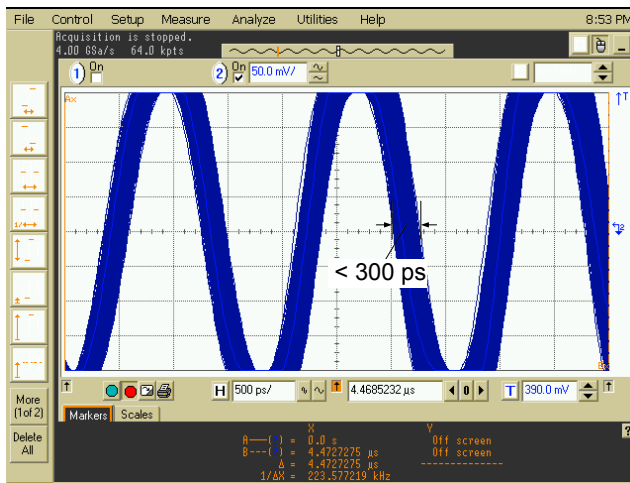 File Control Setup Measure Analyze Utilities Help 8:53 PM
Acquisition is stopped.
4.00 GSa/s 64.0 kpts
1) On 2) On 50.0 mV/
Ax
T
2
< 300 ps
Bx
H 500 ps/ 4.4685232 µs 0 T 390.0 mV
More
(1 of 2)
Delete
All
Markers Scales
?
X Y
A——( ) = 0.0 s Off screen
B---( ) = 4.4727275 µs Off screen
Δ = 4.4727275 µs --------------
1/ΔX = 223.577219 kHz